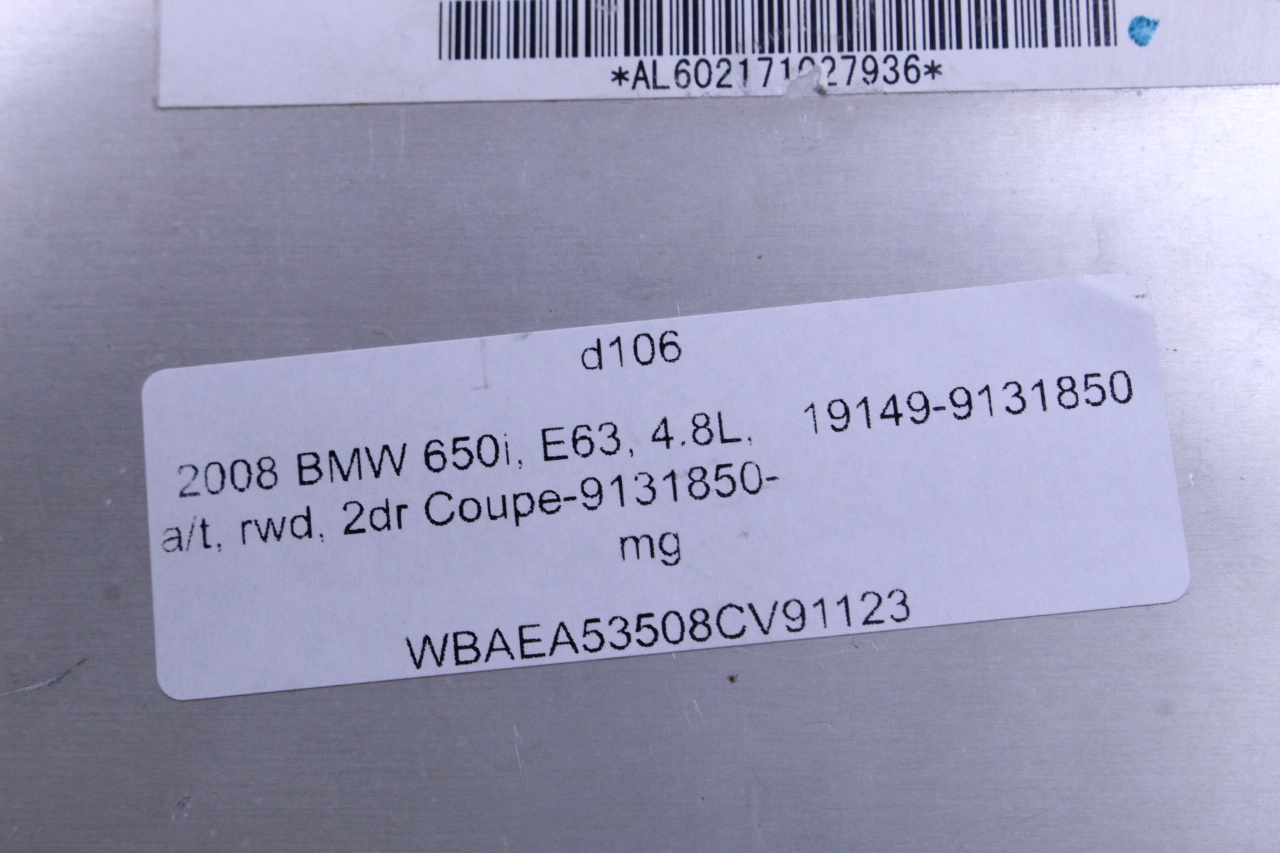 *AL602171027936*
d106
2008 BMW 650i, E63, 4.8L, 19149-9131850
a/t, rwd, 2dr Coupe-9131850-
mg
WBAEA53508CV91123